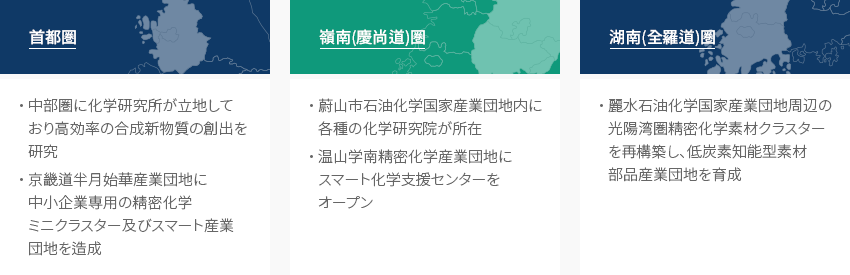 首都圏
・中部圏に化学研究所が立地して
おり高効率の合成新物質の創出を
研究
・京畿道半月始華産業団地に
中小企業専用の精密化学
ミニクラスター及びスマート産業
団地を造成
嶺南(慶尚道)圏
・蔚山市石油化学国家産業団地内に
各種の化学研究院が所在
・温山学南精密化学産業団地に
スマート化学支援センターを
オープン
湖南(全羅道)圏
・麗水石油化学国家産業団地周辺の
光陽湾圏精密化学素材クラスター
を再構築し、低炭素知能型素材
部品産業団地を育成